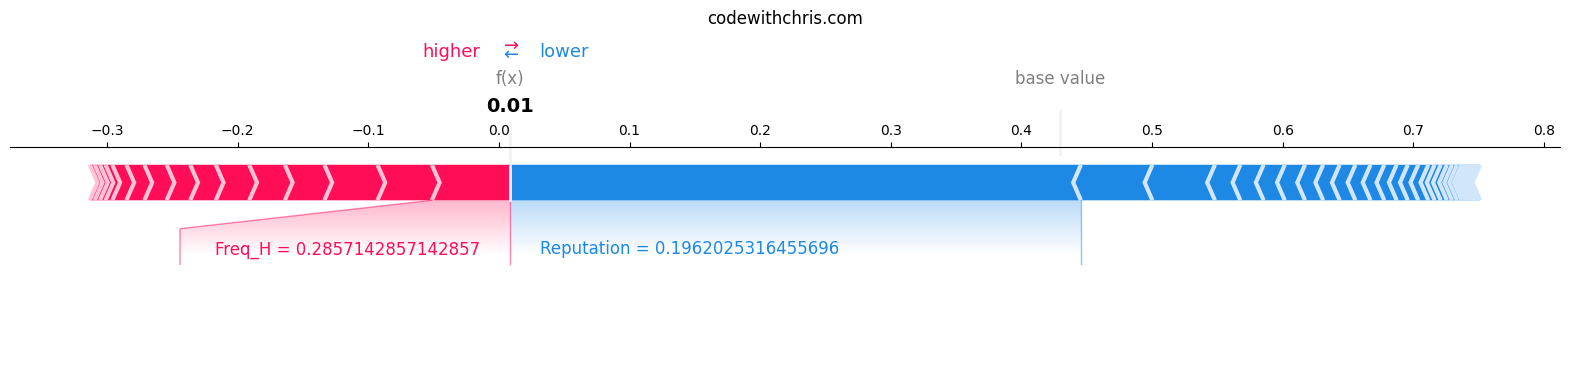 codewithchris.com
higher ⇄ lower
f(x) base value
0.01
−0.3 −0.2 −0.1 0.0 0.1 0.2 0.3 0.4 0.5 0.6 0.7 0.8
Freq_H = 0.2857142857142857 Reputation = 0.1962025316455696